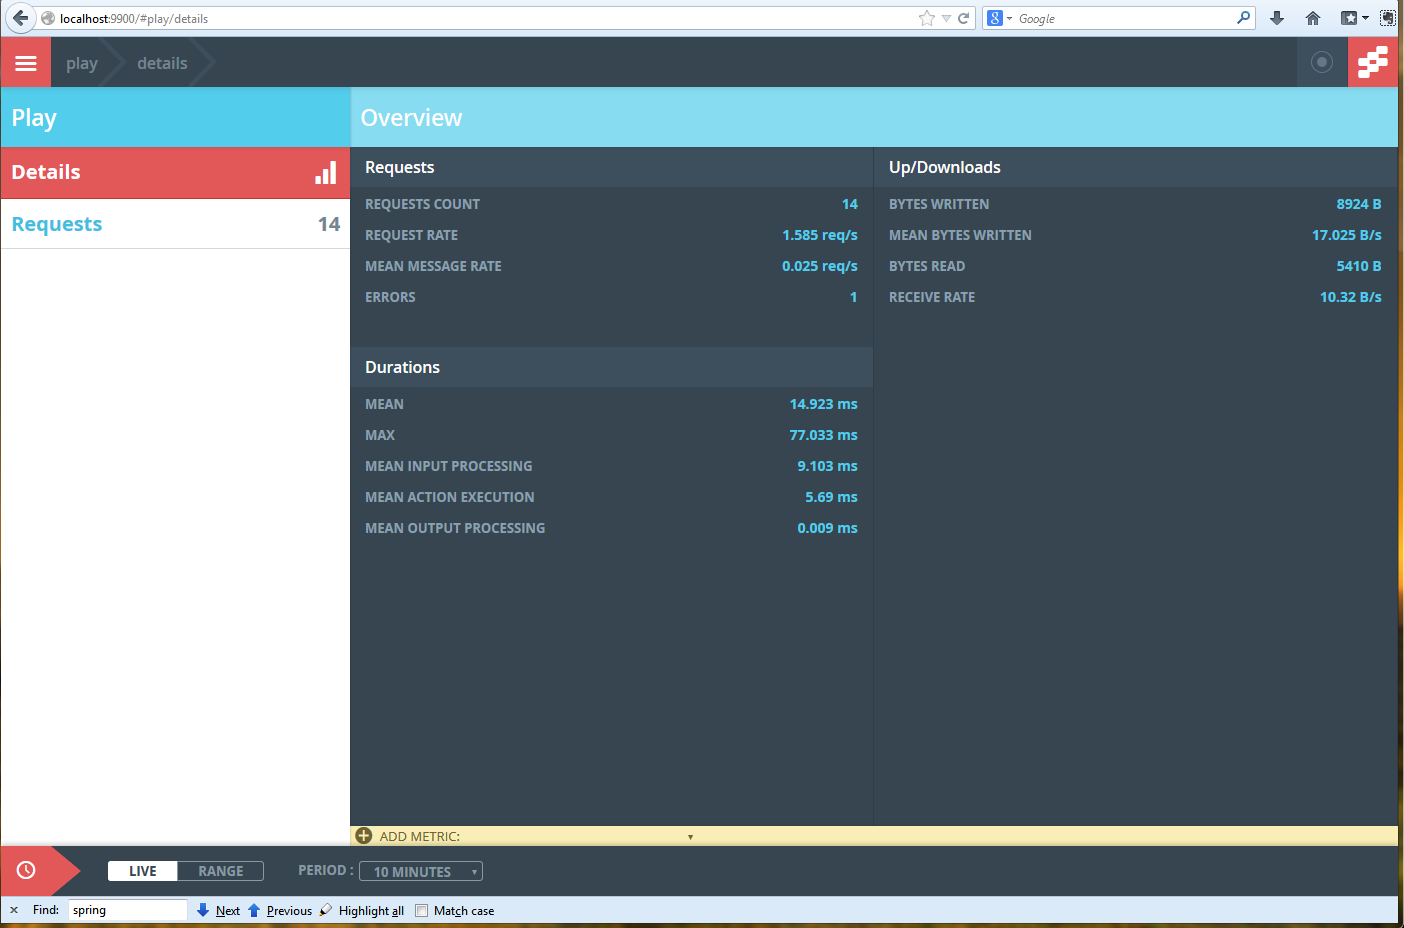 localhost:9900/#play/details
8 Google
play details
Play
Overview
Details
Requests 14
Requests
REQUESTS COUNT 14
REQUEST RATE 1.585 req/s
MEAN MESSAGE RATE 0.025 req/s
ERRORS 1
Up/Downloads
BYTES WRITTEN 8924 B
MEAN BYTES WRITTEN 17.025 B/s
BYTES READ 5410 B
RECEIVE RATE 10.32 B/s
Durations
MEAN 14.923 ms
MAX 77.033 ms
MEAN INPUT PROCESSING 9.103 ms
MEAN ACTION EXECUTION 5.69 ms
MEAN OUTPUT PROCESSING 0.009 ms
ADD METRIC:
LIVE RANGE PERIOD : 10 MINUTES
× Find: spring Next Previous Highlight all Match case